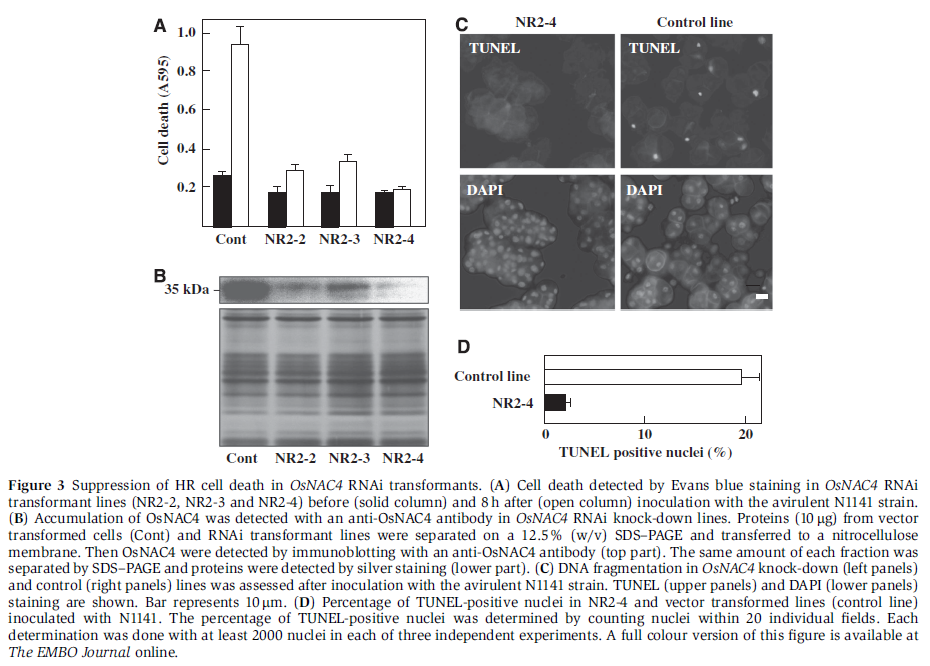 A
1.0
0.8
0.6
0.4
0.2
Cell death (A595)
Cont NR2-2 NR2-3 NR2-4
B
35 kDa
Cont NR2-2 NR2-3 NR2-4
C
NR2-4 Control line
TUNEL TUNEL
DAPI DAPI
D
Control line
NR2-4
0 10 20
TUNEL positive nuclei (%)
Figure 3 Suppression of HR cell death in OsNAC4 RNAi transformants. (A) Cell death detected by Evans blue staining in OsNAC4 RNAi
transformant lines (NR2-2, NR2-3 and NR2-4) before (solid column) and 8 h after (open column) inoculation with the avirulent N1141 strain.
(B) Accumulation of OsNAC4 was detected with an anti-OsNAC4 antibody in OsNAC4 RNAi knock-down lines. Proteins (10 μg) from vector
transformed cells (Cont) and RNAi transformant lines were separated on a 12.5% (w/v) SDS–PAGE and transferred to a nitrocellulose
membrane. Then OsNAC4 were detected by immunoblotting with an anti-OsNAC4 antibody (top part). The same amount of each fraction was
separated by SDS–PAGE and proteins were detected by silver staining (lower part). (C) DNA fragmentation in OsNAC4 knock-down (left panels)
and control (right panels) lines was assessed after inoculation with the avirulent N1141 strain. TUNEL (upper panels) and DAPI (lower panels)
staining are shown. Bar represents 10 μm. (D) Percentage of TUNEL-positive nuclei in NR2-4 and vector transformed lines (control line)
inoculated with N1141. The percentage of TUNEL-positive nuclei was determined by counting nuclei within 20 individual fields. Each
determination was done with at least 2000 nuclei in each of three independent experiments. A full colour version of this figure is available at
The EMBO Journal online.